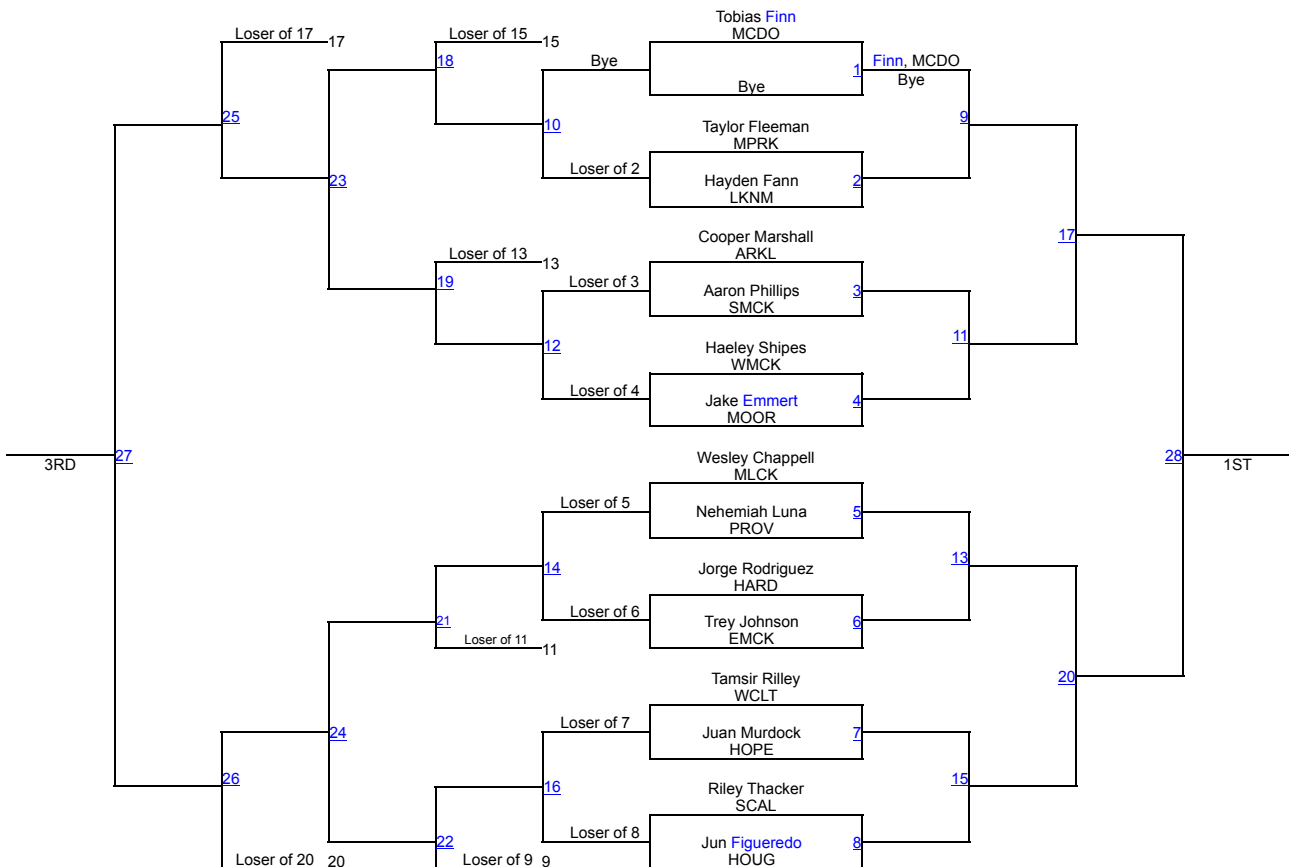 Tobias Finn
Loser of 17 17
Loser of 15 15
MCDO
18
Bye
1
Finn, MCDO
Bye
Bye
25
10
9
Taylor Fleeman
MPRK
Loser of 2
Hayden Fann
2
23
LKNM
Cooper Marshall
17
ARKL
Loser of 13 13
19
Loser of 3
Aaron Phillips
3
SMCK
11
12
Haeley Shipes
WMCK
Loser of 4
Jake Emmert
4
MOOR
27
3RD
28
1ST
Wesley Chappell
MLCK
Loser of 5
Nehemiah Luna
5
PROV
13
14
Jorge Rodriguez
HARD
Loser of 6
Trey Johnson
6
21
EMCK
Loser of 11 11
20
Tamsir Rilley
WCLT
Loser of 7
Juan Murdock
7
24
HOPE
26
15
16
Riley Thacker
SCAL
Loser of 8
Jun Figueredo
8
22
HOUG
Loser of 20 20
Loser of 9 9